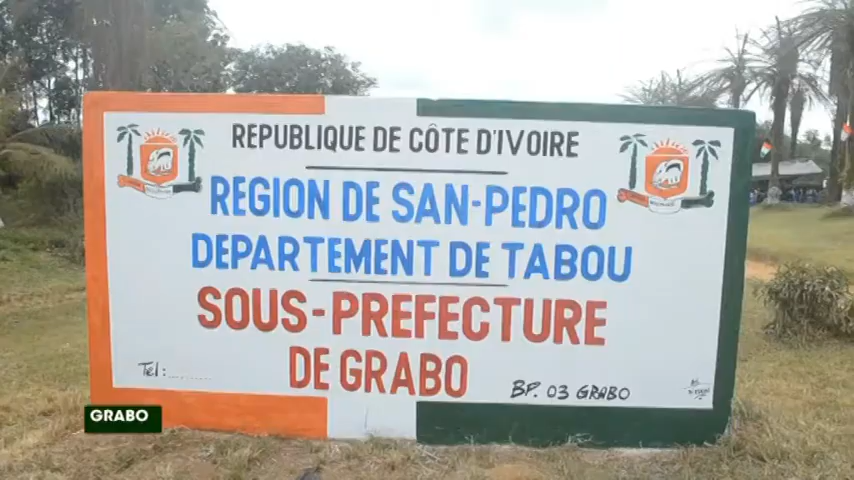 REPUBLIQUE DE CÔTE D'IVOIRE
REGION DE SAN-PEDRO
DEPARTEMENT DE TABOU
SOUS-PREFECTURE
DE GRABO
Tel:
BP. 03 GRABO
GRABO